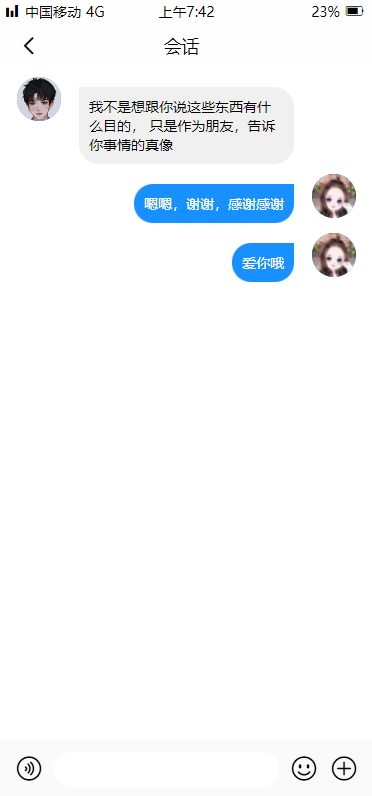 中国移动 4G 上午7:42 23%
会话
我不是想跟你说这些东西有什
么目的， 只是作为朋友，告诉
你事情的真像
嗯嗯，谢谢，感谢感谢
爱你哦